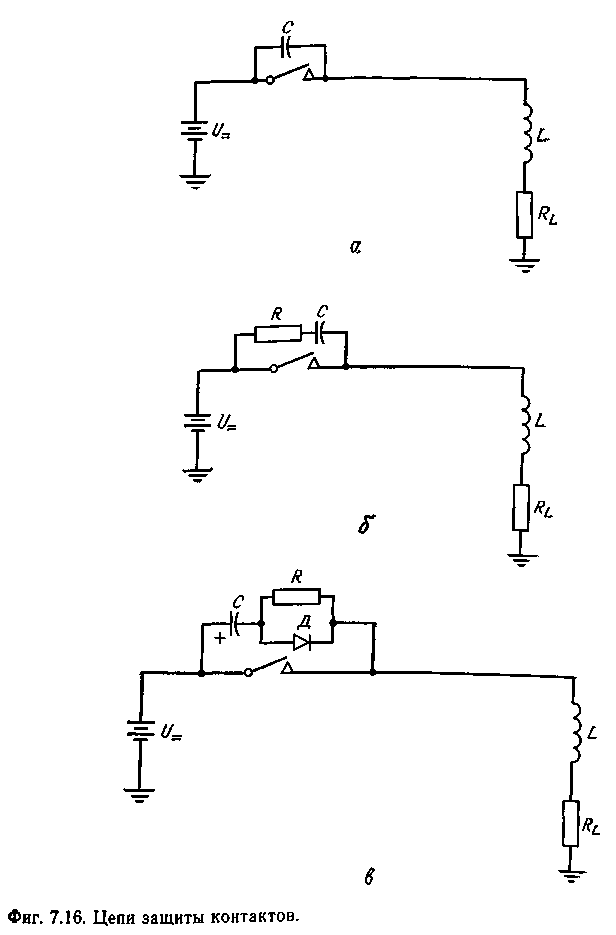 C
U=
L
R_L
а
R
C
U=
L
R_L
б
R
C
Д
+
U=
L
R_L
в
Фиг. 7.16. Цепи защиты контактов.